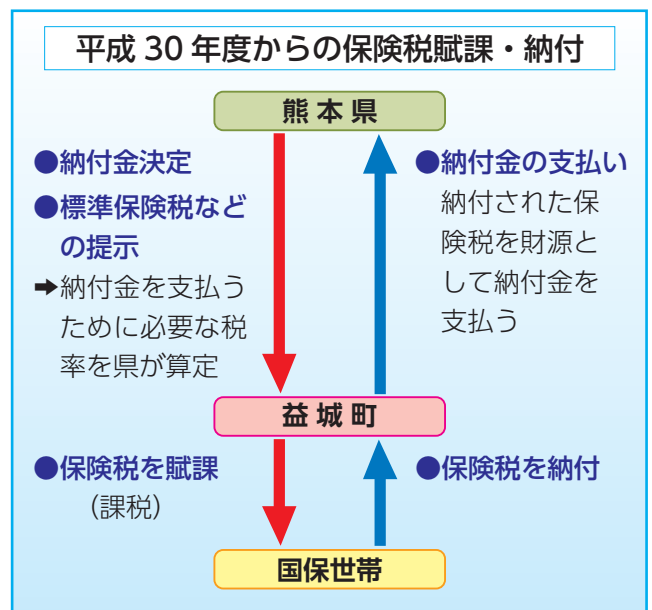 平成 30 年度からの保険税賦課・納付
熊本県
●納付金決定
●標準保険税など
の提示
➡納付金を支払う
ために必要な税
率を県が算定
●納付金の支払い
納付された保
険税を財源と
して納付金を
支払う
益城町
●保険税を賦課
（課税）
●保険税を納付
国保世帯